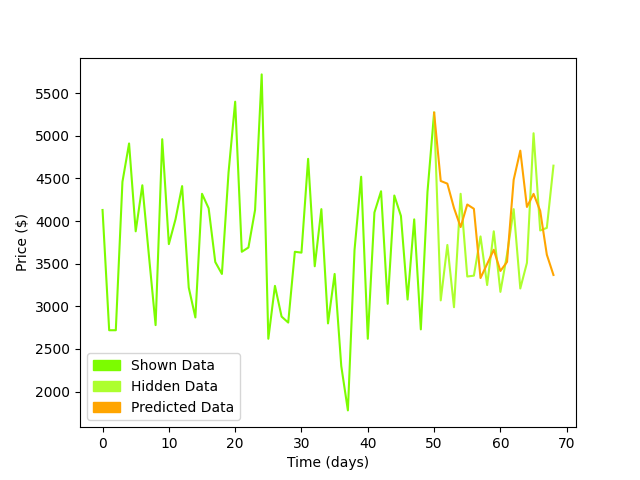 Price ($)
5500
5000
4500
4000
3500
3000
2500
2000
Shown Data
Hidden Data
Predicted Data
0 10 20 30 40 50 60 70
Time (days)